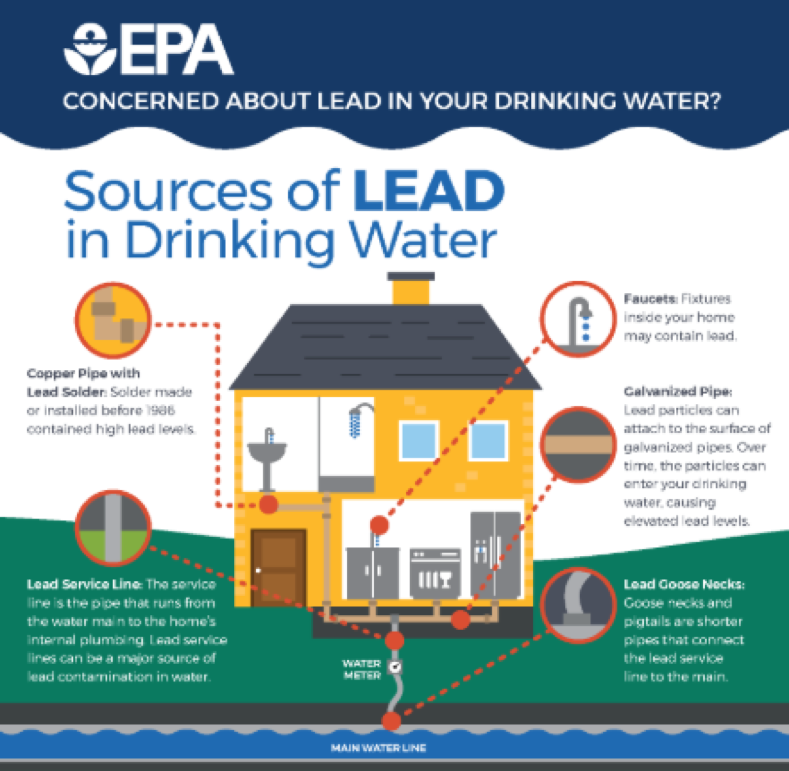 EPA
CONCERNED ABOUT LEAD IN YOUR DRINKING WATER?
Sources of LEAD
in Drinking Water
Copper Pipe with
Lead Solder: Solder made
or installed before 1986
contained high lead levels.
Lead Service Line: The service
line is the pipe that runs from
the water main to the home's
internal plumbing. Lead service
lines can be a major source of
lead contamination in water.
Faucets: Fixtures
inside your home
may contain lead.
Galvanized Pipe:
Lead particles can
attach to the surface of
galvanized pipes. Over
time, the particles can
enter your drinking
water, causing
elevated lead levels.
Lead Goose Necks:
Goose necks and
pigtails are shorter
pipes that connect
the lead service
line to the main.
WATER
METER
MAIN WATER LINE